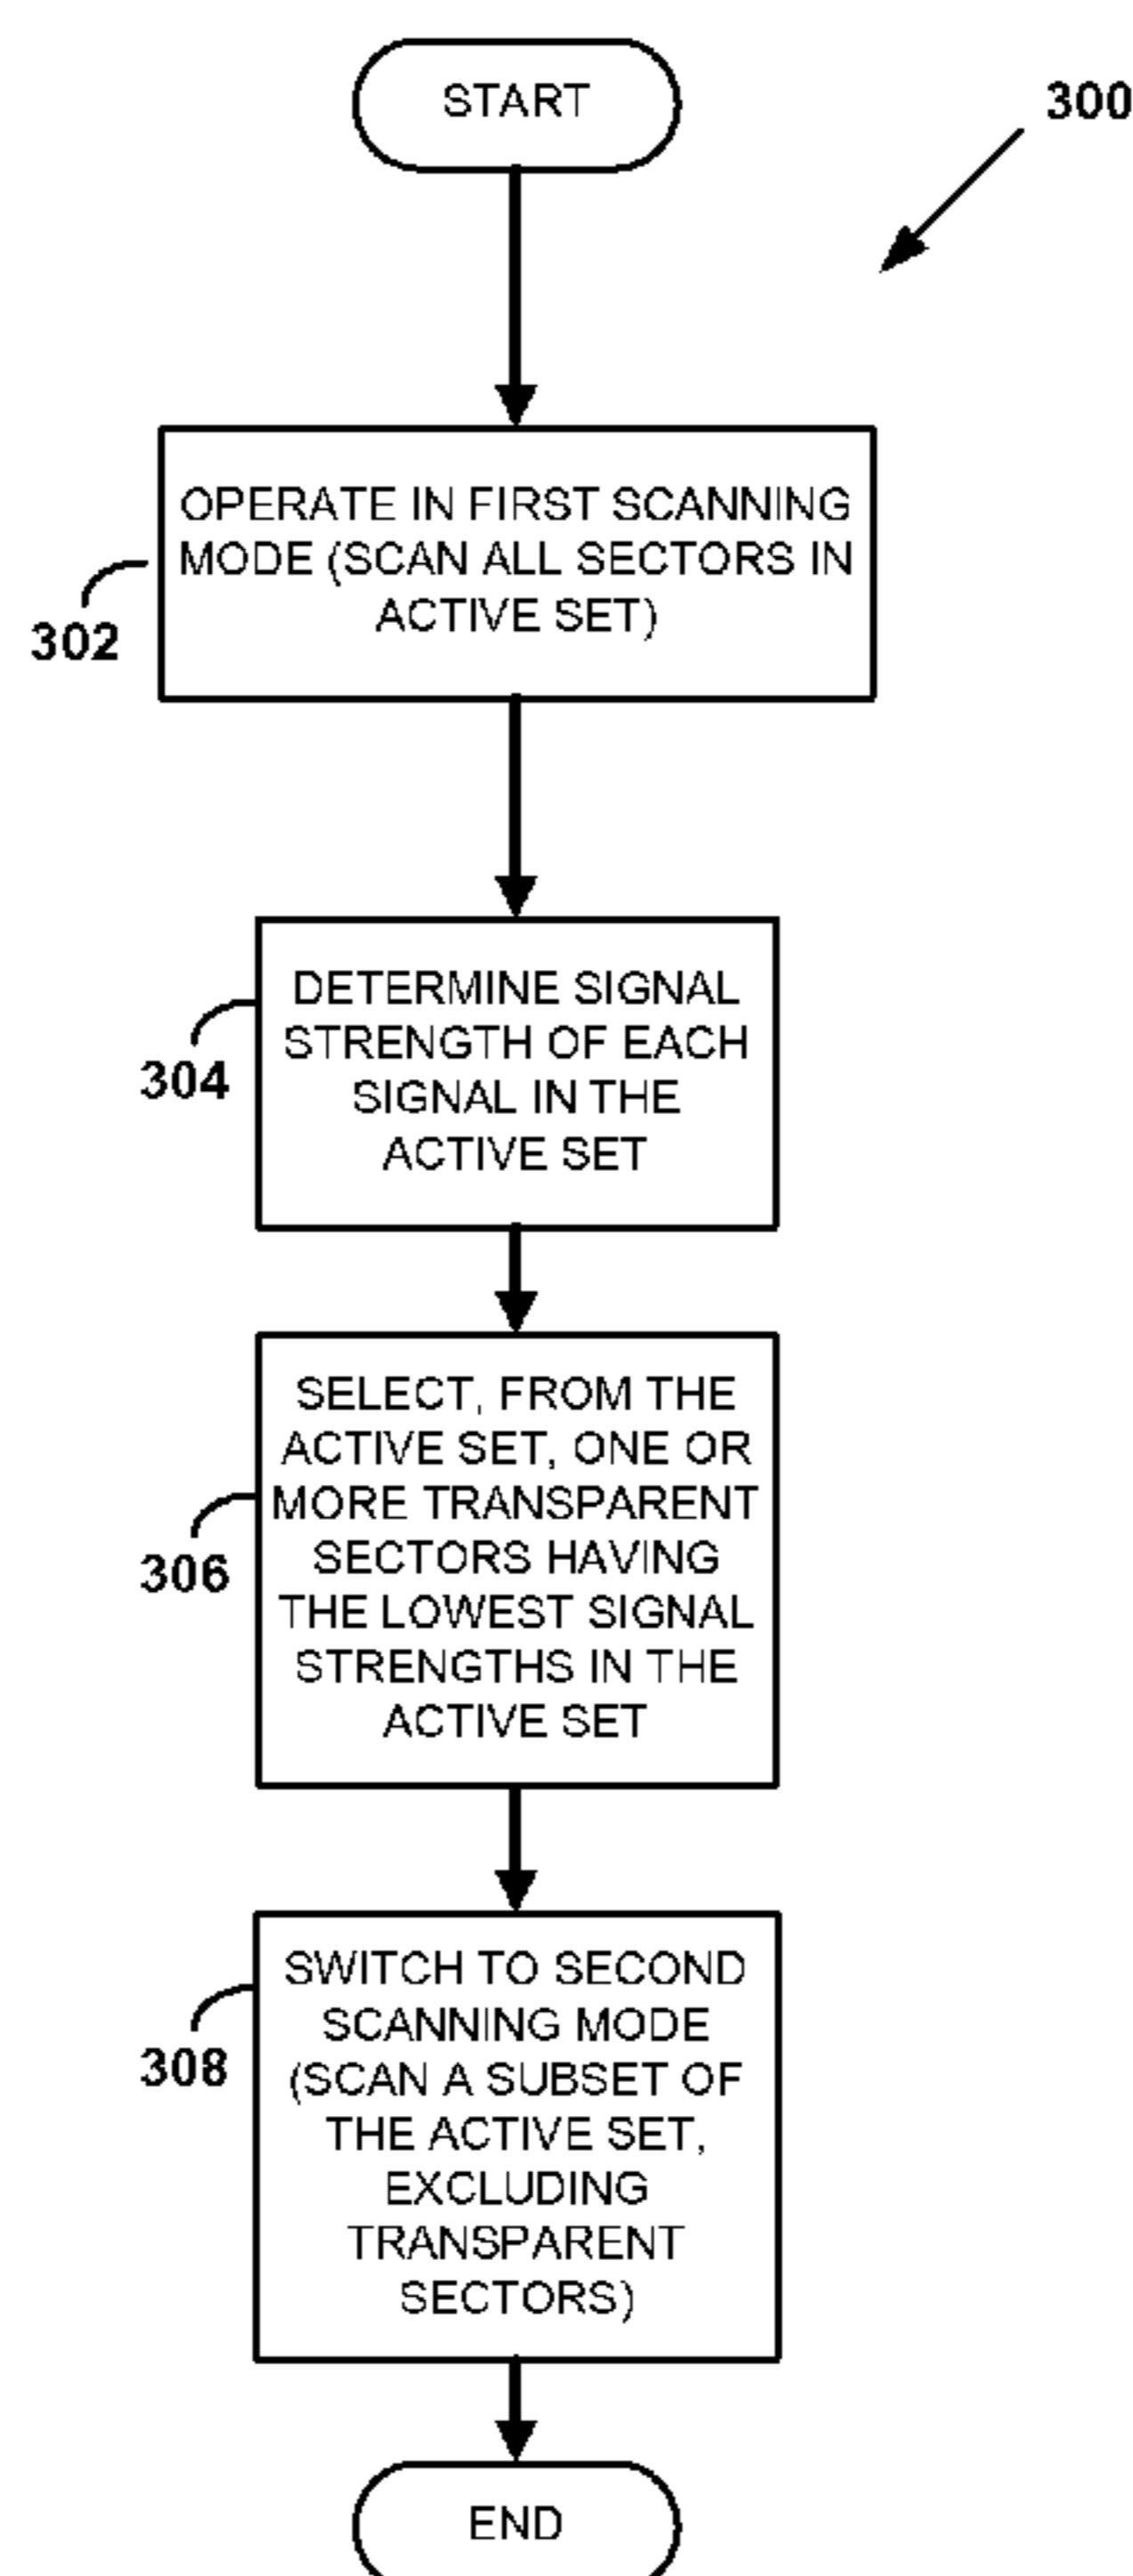 START
300
OPERATE IN FIRST SCANNING
MODE (SCAN ALL SECTORS IN
ACTIVE SET)
302
DETERMINE SIGNAL
STRENGTH OF EACH
SIGNAL IN THE
ACTIVE SET
304
SELECT, FROM THE
ACTIVE SET, ONE OR
MORE TRANSPARENT
SECTORS HAVING
THE LOWEST SIGNAL
STRENGTHS IN THE
ACTIVE SET
306
SWITCH TO SECOND
SCANNING MODE
(SCAN A SUBSET OF
THE ACTIVE SET,
EXCLUDING
TRANSPARENT
SECTORS)
308
END